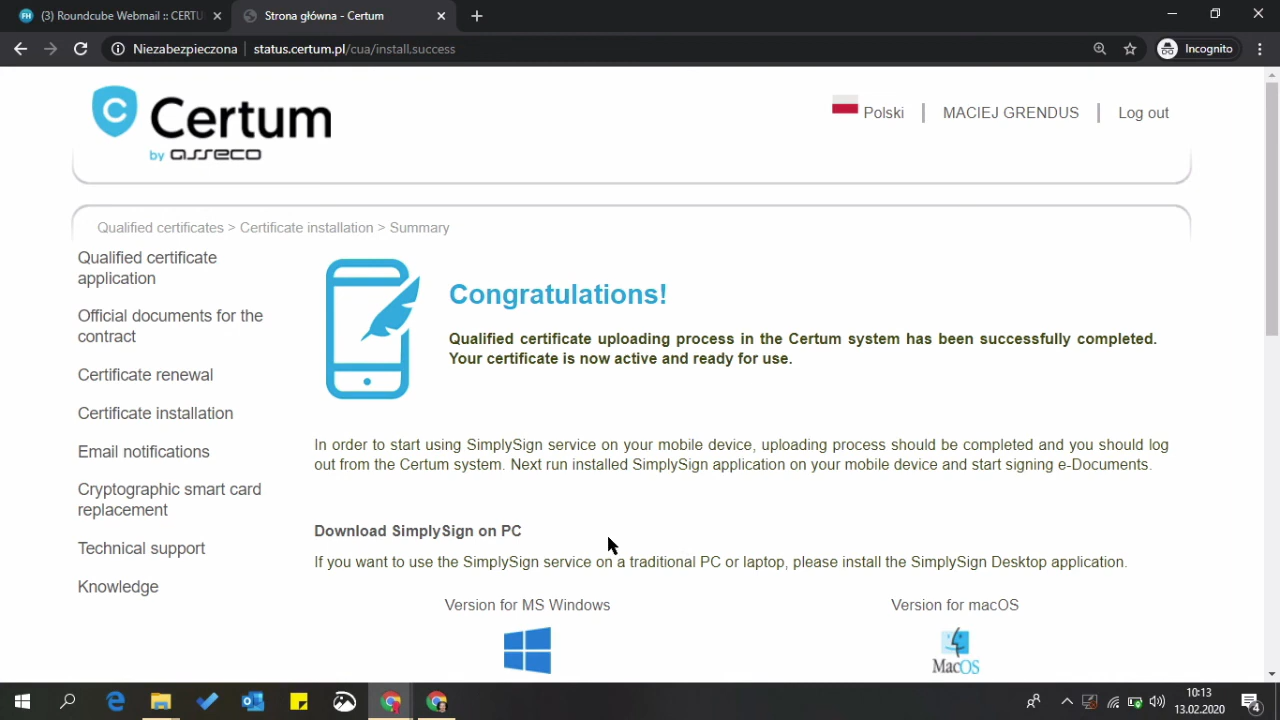 (3) Roundcube Webmail :: CERTU
Strona główna - Certum
Niezabezpieczona
status.certum.pl/cua/install.success
Incognito
C Certum
by asseco
Polski
MACIEJ GRENDUS
Log out
Qualified certificates > Certificate installation > Summary
Qualified certificate
application
Official documents for the
contract
Certificate renewal
Certificate installation
Email notifications
Cryptographic smart card
replacement
Technical support
Knowledge
Congratulations!
Qualified certificate uploading process in the Certum system has been successfully completed.
Your certificate is now active and ready for use.
In order to start using SimplySign service on your mobile device, uploading process should be completed and you should log
out from the Certum system. Next run installed SimplySign application on your mobile device and start signing e-Documents.
Download SimplySign on PC
If you want to use the SimplySign service on a traditional PC or laptop, please install the SimplySign Desktop application.
Version for MS Windows
Version for macOS
MacOS
10:13
13.02.2020
4